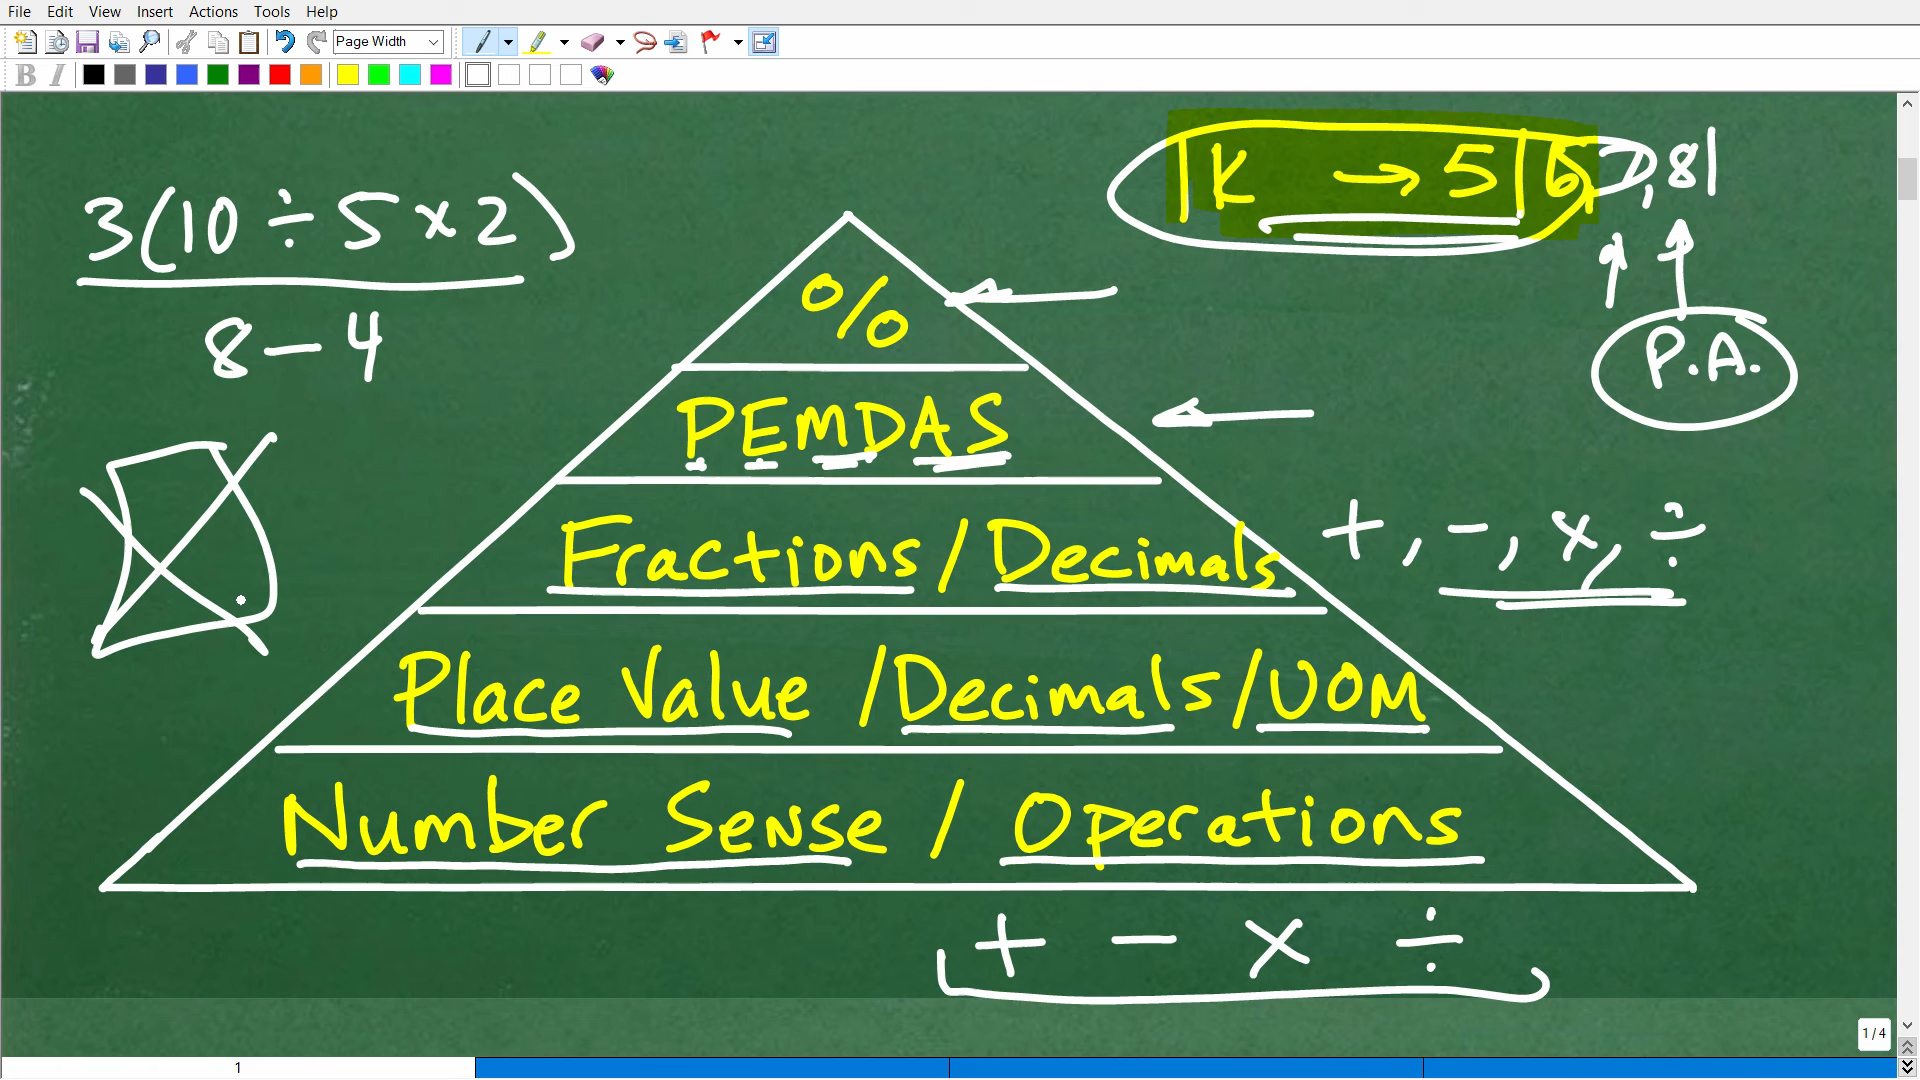 File Edit View Insert Actions Tools Help
Page Width
B I
3(10 ÷ 5 × 2)
8 − 4
K → 5 6, 7, 8
P.A.
%
PEMDAS
Fractions / Decimals
+, −, ×, ÷
Place Value / Decimals / UOM
Number Sense / Operations
+ − × ÷
1 / 4
1